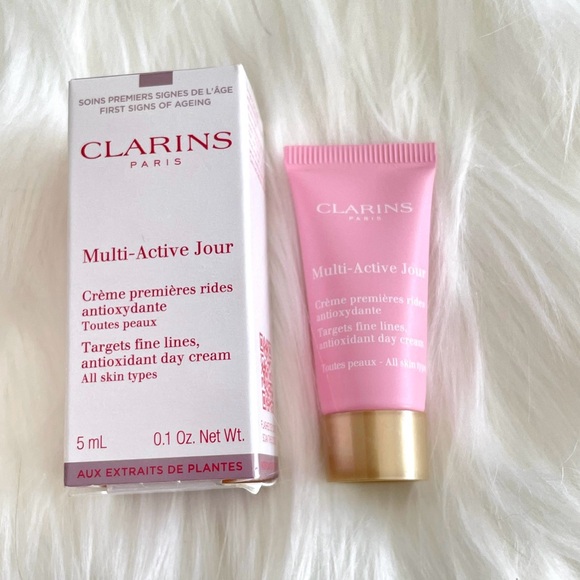 SOINS PREMIERS SIGNES DE L'ÂGE
FIRST SIGNS OF AGEING
CLARINS
PARIS
Multi-Active Jour
Crème premières rides
antioxydante
Toutes peaux
Targets fine lines,
antioxidant day cream
All skin types
5 mL 0.1 Oz. Net Wt.
AUX EXTRAITS DE PLANTES
CLARINS
PARIS
Multi-Active Jour
Crème premières rides
antioxydante
Targets fine lines,
antioxidant day cream
Toutes peaux - All skin types